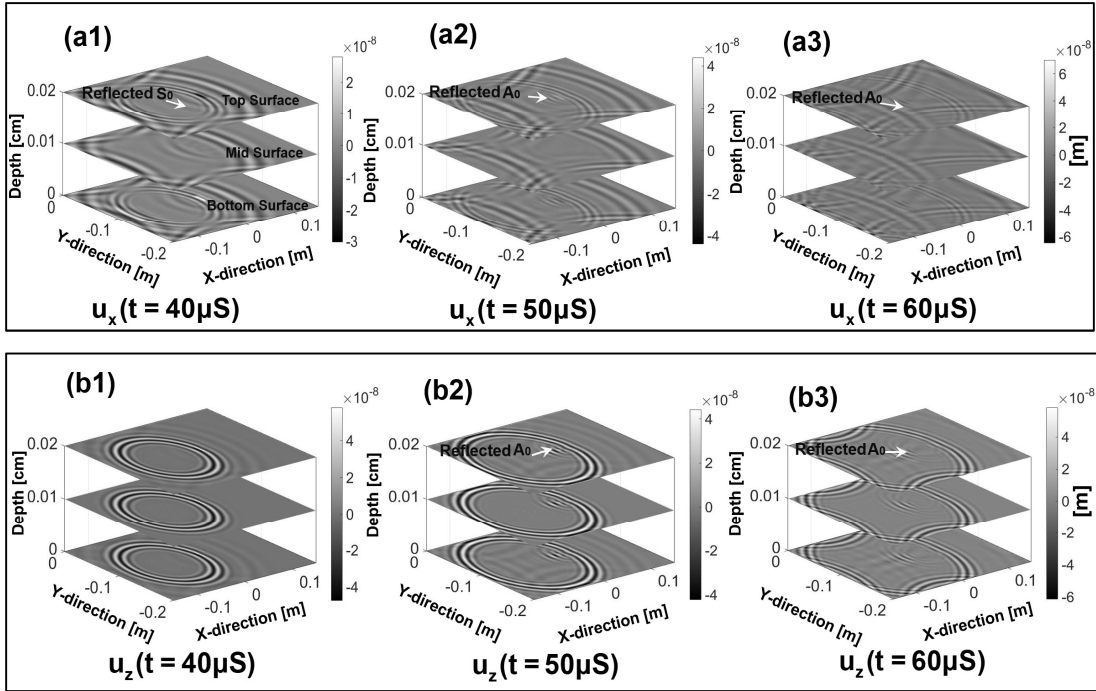 (a1)
×10⁻⁸
Reflected S₀
Top Surface
Mid Surface
Bottom Surface
0.02
0.01
0
Depth [cm]
0
-0.1
-0.2
Y-direction [m]
-0.1
0
0.1
X-direction [m]
2
1
0
-1
-2
-3
uₓ(t = 40µS)
(a2)
×10⁻⁸
Reflected A₀
0.02
0.01
0
Depth [cm]
0
-0.1
-0.2
Y-direction [m]
-0.1
0
0.1
X-direction [m]
4
2
0
-2
-4
uₓ(t = 50µS)
(a3)
×10⁻⁸
Reflected A₀
0.02
0.01
0
Depth [cm]
0
-0.1
-0.2
Y-direction [m]
-0.1
0
0.1
X-direction [m]
6
4
2
0
-2
-4
-6
[m]
uₓ(t = 60µS)
(b1)
×10⁻⁸
0.02
0.01
0
Depth [cm]
0
-0.1
-0.2
Y-direction [m]
-0.1
0
0.1
X-direction [m]
4
2
0
-2
-4
u_z(t = 40µS)
(b2)
×10⁻⁸
Reflected A₀
0.02
0.01
0
Depth [cm]
0
-0.1
-0.2
Y-direction [m]
-0.1
0
0.1
X-direction [m]
4
2
0
-2
-4
u_z(t = 50µS)
(b3)
×10⁻⁸
Reflected A₀
0.02
0.01
0
Depth [cm]
0
-0.1
-0.2
Y-direction [m]
-0.1
0
0.1
X-direction [m]
4
2
0
-2
-4
-6
[m]
u_z(t = 60µS)